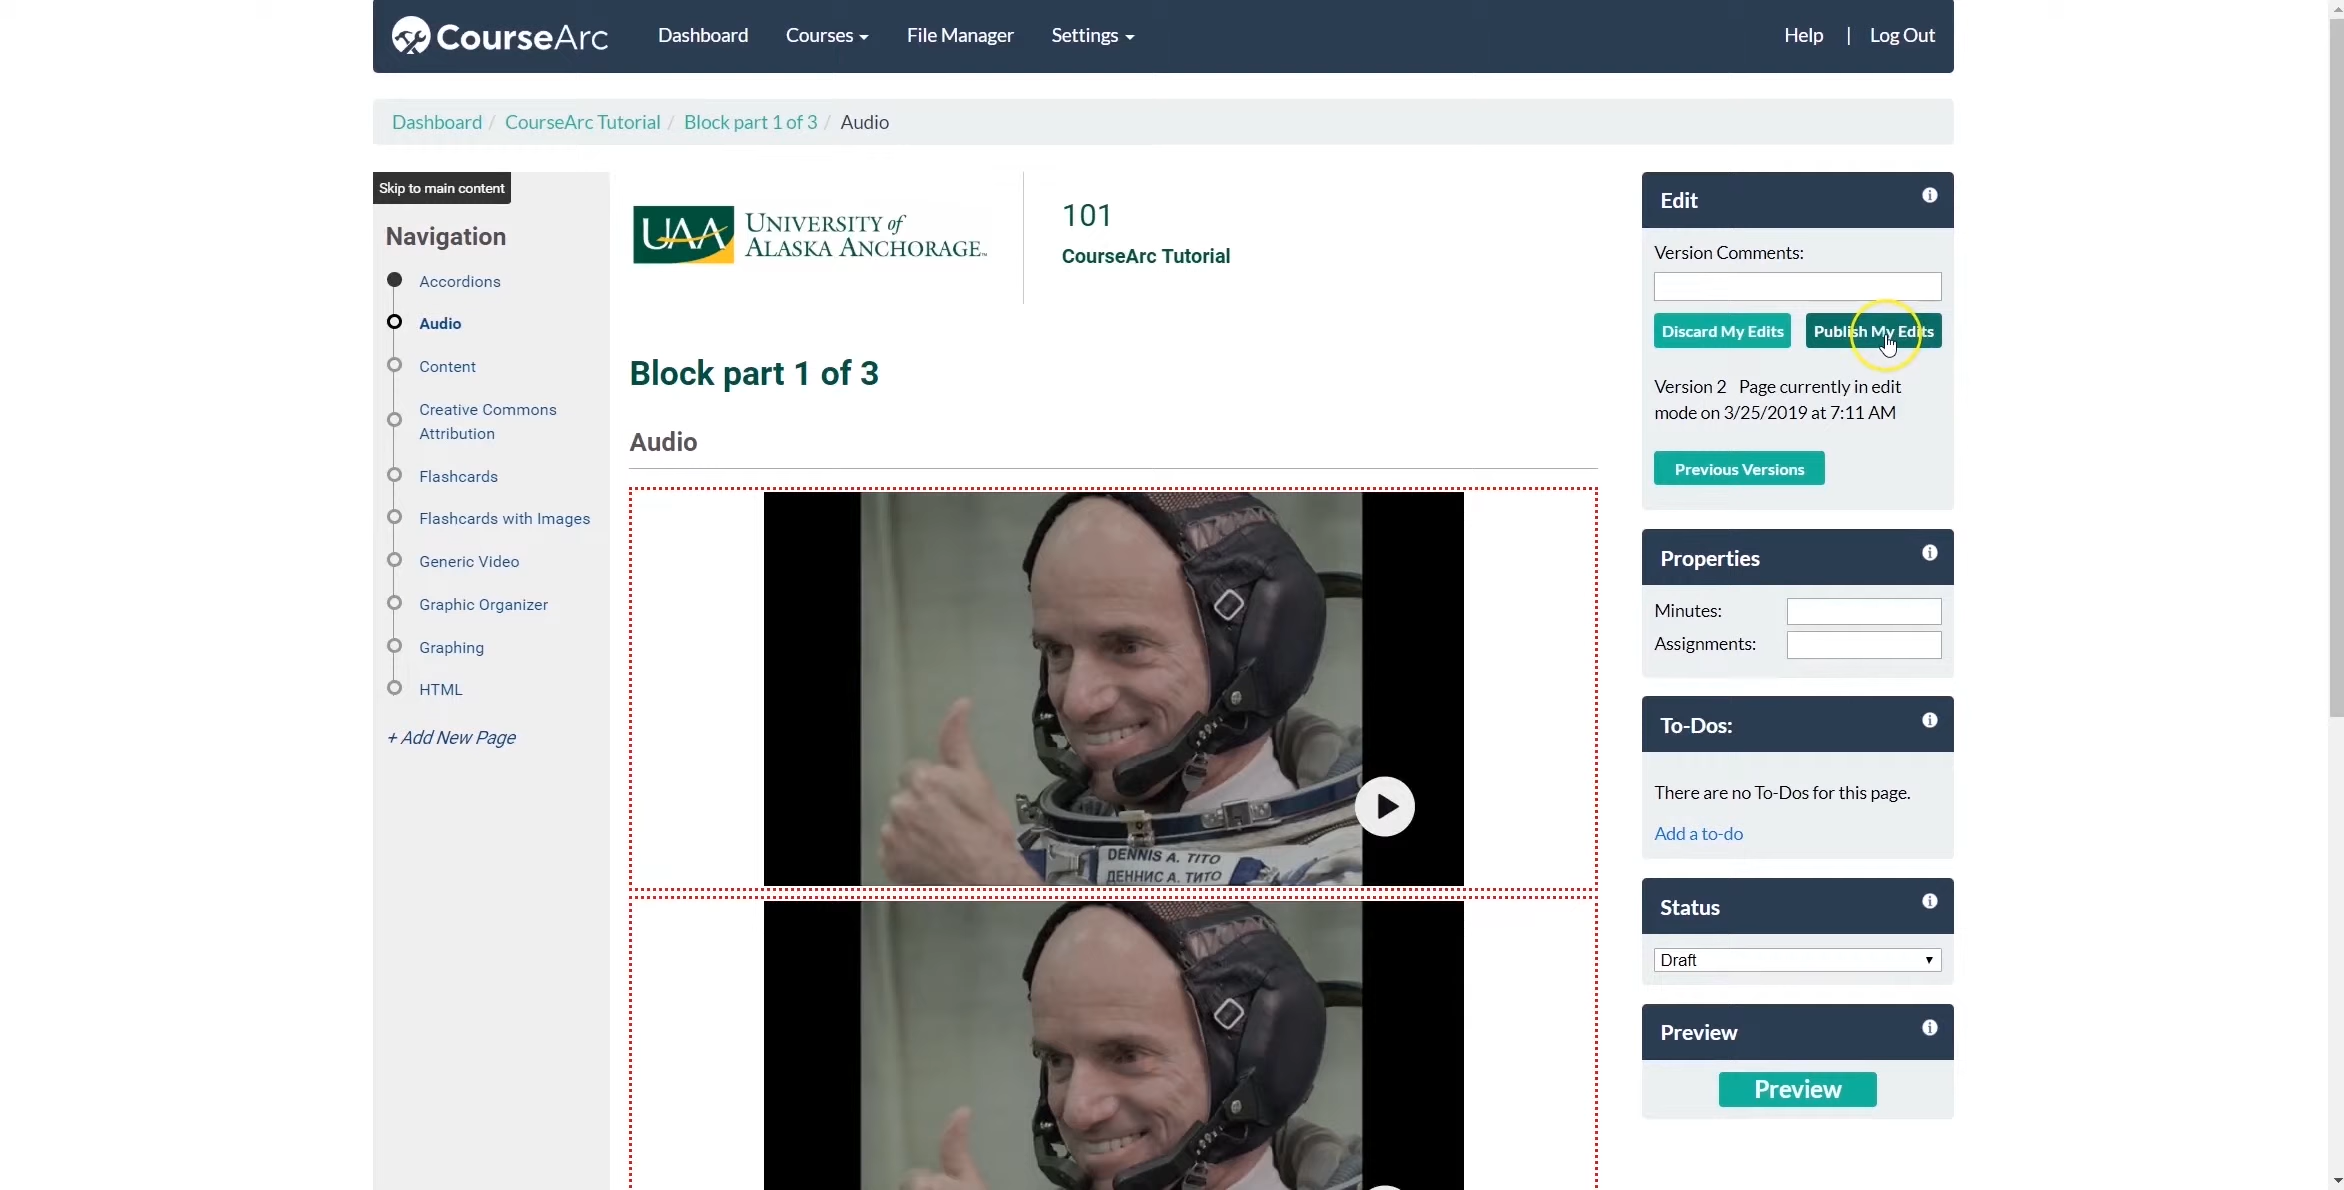 CourseArc
Dashboard
Courses
File Manager
Settings
Help | Log Out
Dashboard / CourseArc Tutorial / Block part 1 of 3 / Audio
Skip to main content
Navigation
Accordions
Audio
Content
Creative Commons
Attribution
Flashcards
Flashcards with Images
Generic Video
Graphic Organizer
Graphing
HTML
+ Add New Page
UAA
UNIVERSITY of
ALASKA ANCHORAGE
101
CourseArc Tutorial
Block part 1 of 3
Audio
DENNIS A. TITO
ДЕННИС А. ТИТО
Edit
Version Comments:
Discard My Edits
Publish My Edits
Version 2 Page currently in edit
mode on 3/25/2019 at 7:11 AM
Previous Versions
Properties
Minutes:
Assignments:
To-Dos:
There are no To-Dos for this page.
Add a to-do
Status
Draft
Preview
Preview